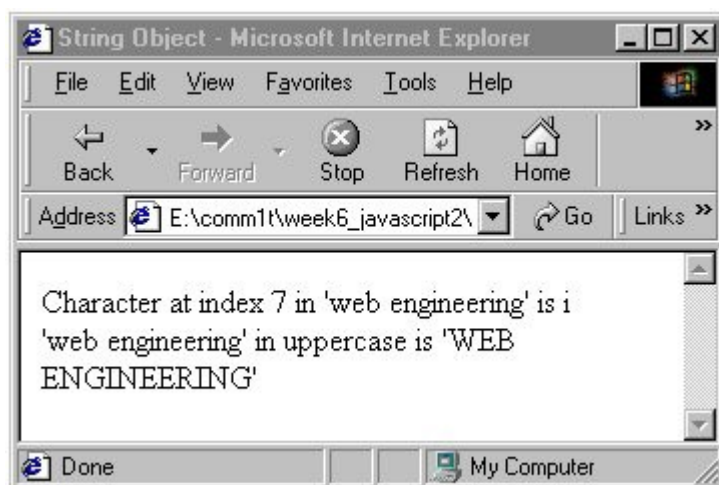 String Object - Microsoft Internet Explorer
File Edit View Favorites Tools Help
Back Forward Stop Refresh Home »
Address E:\comm1t\week6_javascript2\ Go Links »
Character at index 7 in 'web engineering' is i
'web engineering' in uppercase is 'WEB
ENGINEERING'
Done My Computer